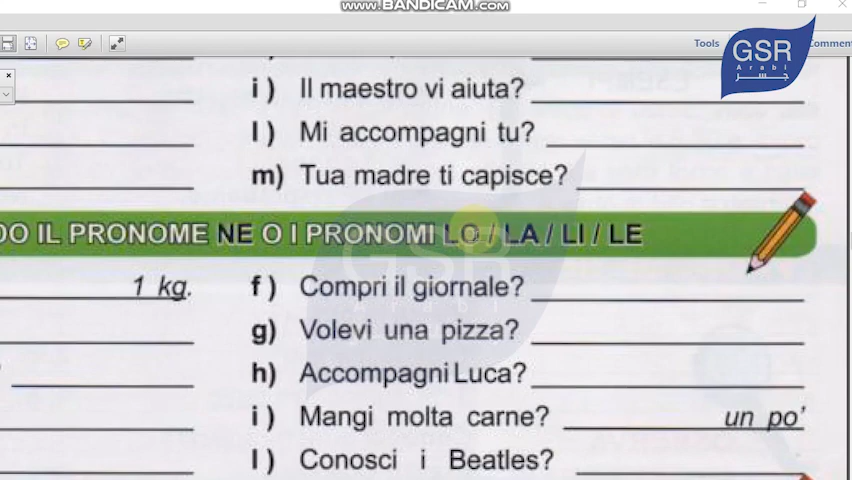 www.BANDICAM.com
Tools
Comment
GSR
Arabi
جسر
i ) Il maestro vi aiuta?
l ) Mi accompagni tu?
m) Tua madre ti capisce?
DO IL PRONOME NE O I PRONOMI LO / LA / LI / LE
1 kg.
f ) Compri il giornale?
g) Volevi una pizza?
h) Accompagni Luca?
i ) Mangi molta carne? un po'
l ) Conosci i Beatles?